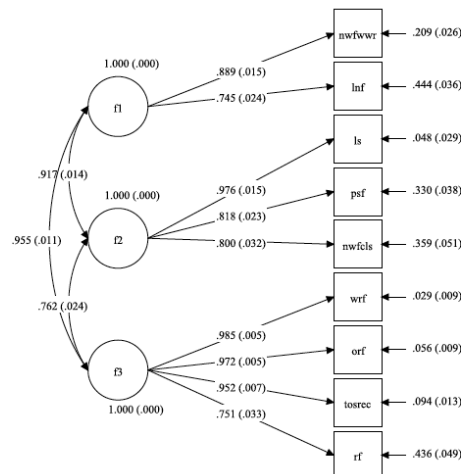 nwfwwr
.209 (.026)
1.000 (.000)
.889 (.015)
lnf
.444 (.036)
.745 (.024)
f1
ls
.048 (.029)
.917 (.014)
1.000 (.000)
.976 (.015)
psf
.330 (.038)
.818 (.023)
.955 (.011)
f2
.800 (.032)
nwfcls
.359 (.051)
wrf
.029 (.009)
.762 (.024)
.985 (.005)
orf
.056 (.009)
.972 (.005)
f3
.952 (.007)
tosrec
.094 (.013)
1.000 (.000)
.751 (.033)
rf
.436 (.049)